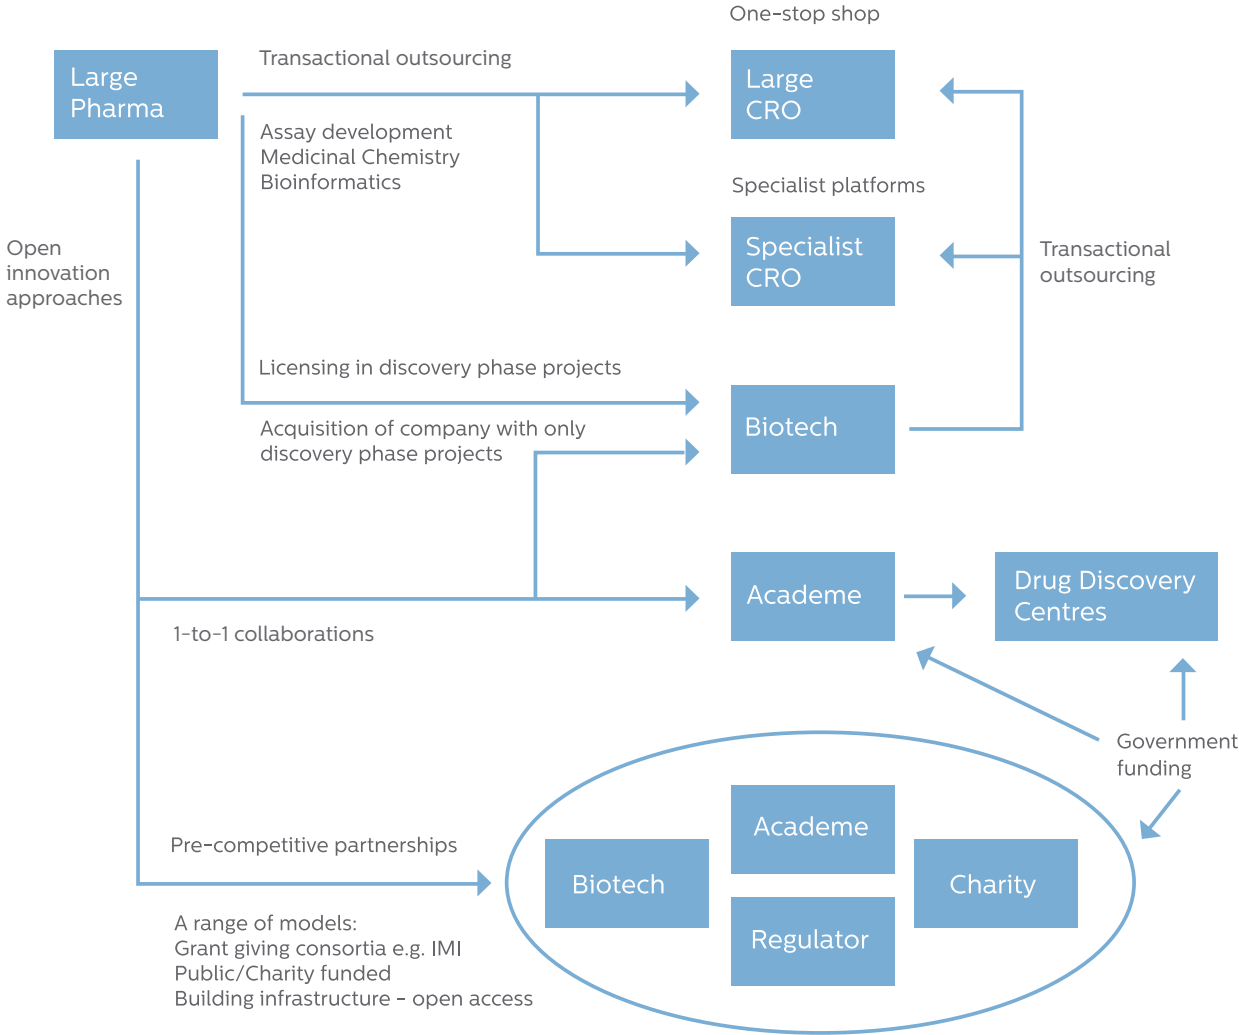 One-stop shop
Large
Pharma
Transactional outsourcing
Large
CRO
Assay development
Medicinal Chemistry
Bioinformatics
Specialist platforms
Open
innovation
approaches
Specialist
CRO
Transactional
outsourcing
Licensing in discovery phase projects
Acquisition of company with only
discovery phase projects
Biotech
Academe
Drug Discovery
Centres
1-to-1 collaborations
Government
funding
Pre-competitive partnerships
Biotech
Academe
Regulator
Charity
A range of models:
Grant giving consortia e.g. IMI
Public/Charity funded
Building infrastructure - open access